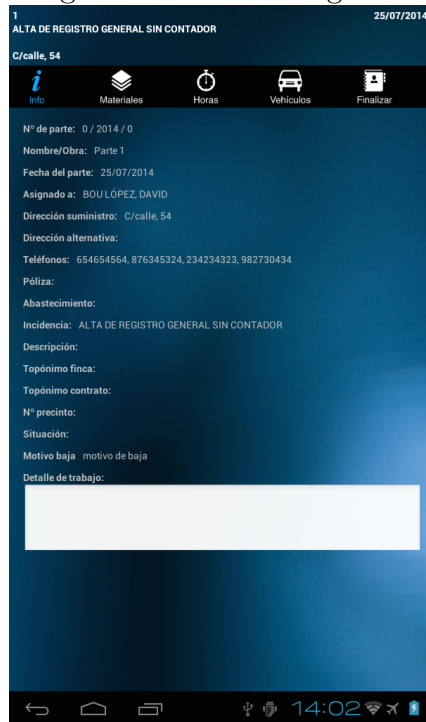 1 25/07/2014
ALTA DE REGISTRO GENERAL SIN CONTADOR
C/calle, 54
Info Materiales Horas Vehículos Finalizar
Nº de parte: 0 / 2014 / 0
Nombre/Obra: Parte 1
Fecha del parte: 25/07/2014
Asignado a: BOU LÓPEZ, DAVID
Dirección suministro: C/calle, 54
Dirección alternativa:
Teléfonos: 654654564, 876345324, 234234323, 982730434
Póliza:
Abastecimiento:
Incidencia: ALTA DE REGISTRO GENERAL SIN CONTADOR
Descripción:
Topónimo finca:
Topónimo contrato:
Nº precinto:
Situación:
Motivo baja motivo de baja
Detalle de trabajo:
14:02